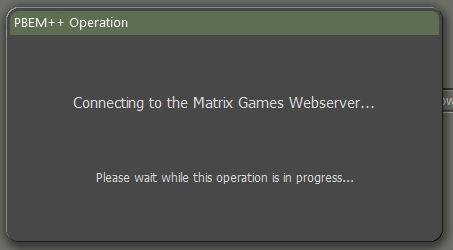 PBEM++ Operation
Connecting to the Matrix Games Webserver...
Please wait while this operation is in progress...